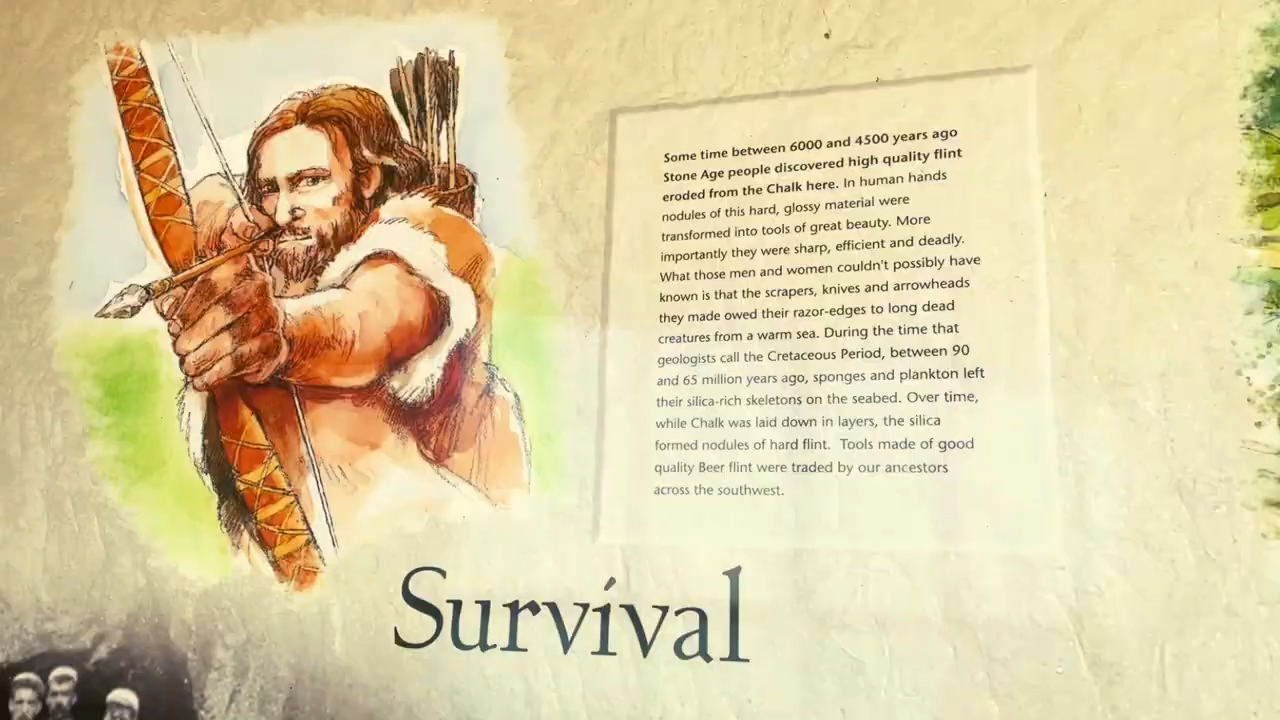 Some time between 6000 and 4500 years ago
Stone Age people discovered high quality flint
eroded from the Chalk here. In human hands
nodules of this hard, glossy material were
transformed into tools of great beauty. More
importantly they were sharp, efficient and deadly.
What those men and women couldn't possibly have
known is that the scrapers, knives and arrowheads
they made owed their razor-edges to long dead
creatures from a warm sea. During the time that
geologists call the Cretaceous Period, between 90
and 65 million years ago, sponges and plankton left
their silica-rich skeletons on the seabed. Over time,
while Chalk was laid down in layers, the silica
formed nodules of hard flint. Tools made of good
quality Beer flint were traded by our ancestors
across the southwest.
Survival